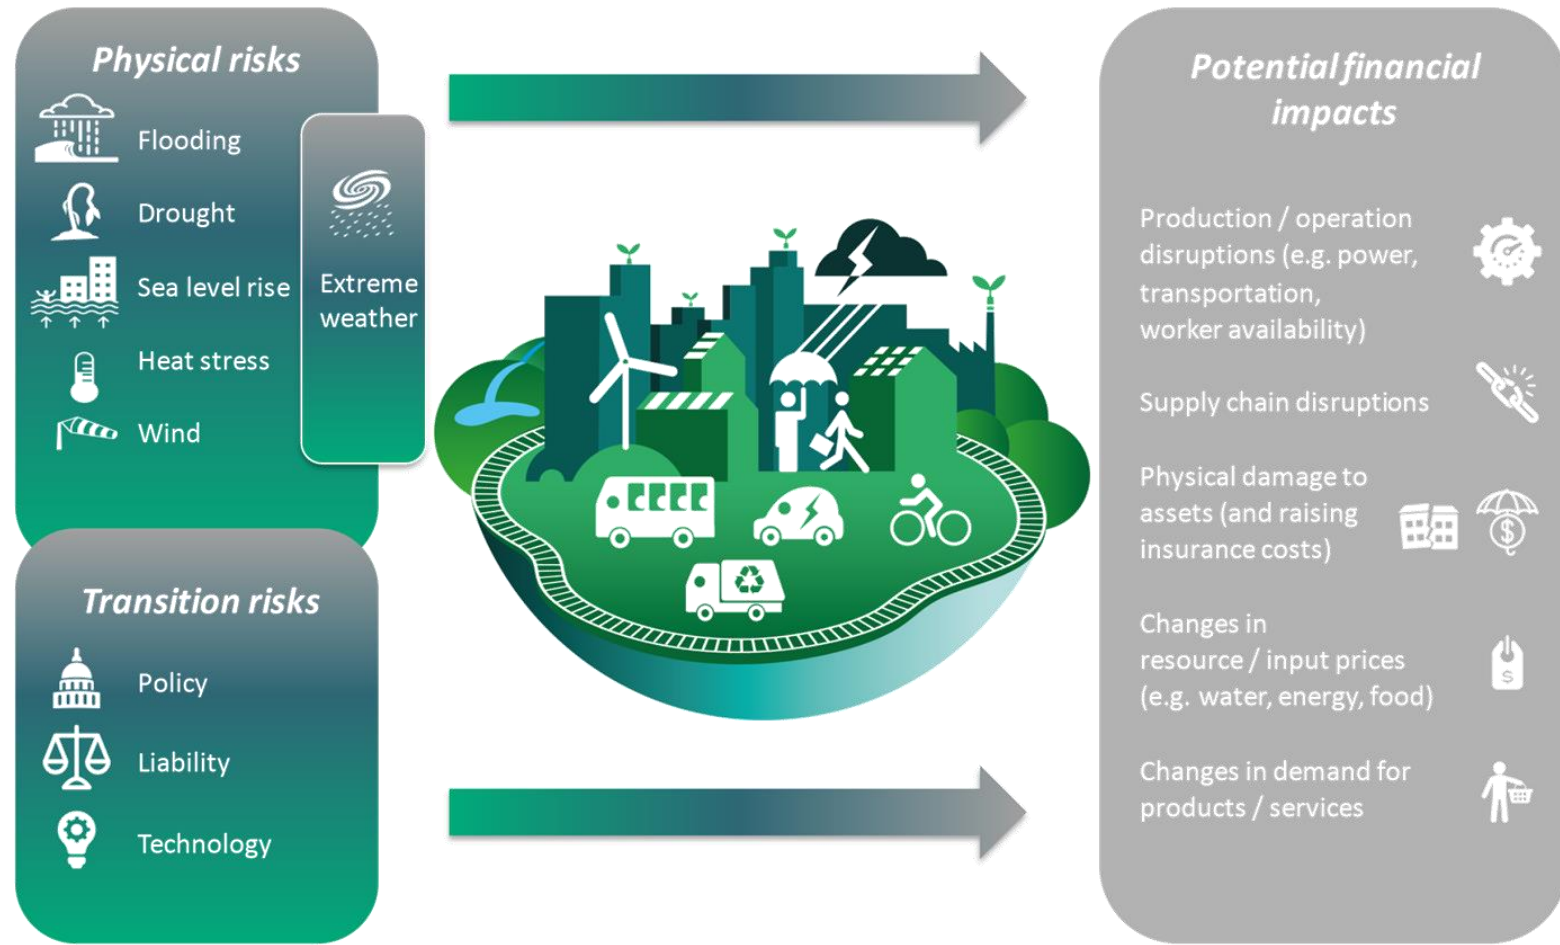 Physical risks
Flooding
Drought
Sea level rise
Heat stress
Wind
Extreme
weather
Transition risks
Policy
Liability
Technology
Potential financial
impacts
Production / operation
disruptions (e.g. power,
transportation,
worker availability)
Supply chain disruptions
Physical damage to
assets (and raising
insurance costs)
$
Changes in
resource / input prices
(e.g. water, energy, food)
S
Changes in demand for
products / services